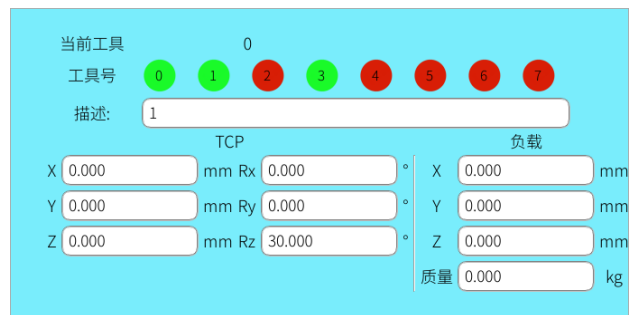 当前工具 0
工具号 0 1 2 3 4 5 6 7
描述: 1
TCP 负载
X 0.000 mm Rx 0.000 ° X 0.000 mm
Y 0.000 mm Ry 0.000 ° Y 0.000 mm
Z 0.000 mm Rz 30.000 ° Z 0.000 mm
质量 0.000 kg